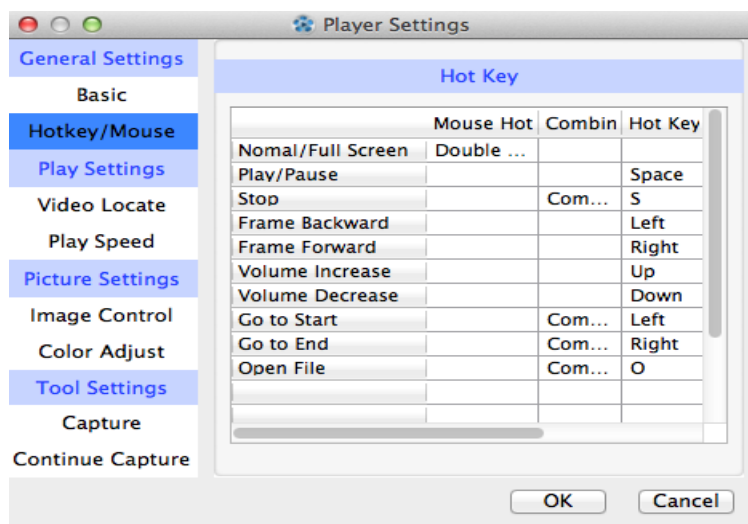 Player Settings
General Settings
Basic
Hotkey/Mouse
Play Settings
Video Locate
Play Speed
Picture Settings
Image Control
Color Adjust
Tool Settings
Capture
Continue Capture
Hot Key
Mouse Hot Combin Hot Key
Nomal/Full Screen Double ...
Play/Pause Space
Stop Com... S
Frame Backward Left
Frame Forward Right
Volume Increase Up
Volume Decrease Down
Go to Start Com... Left
Go to End Com... Right
Open File Com... O
OK Cancel